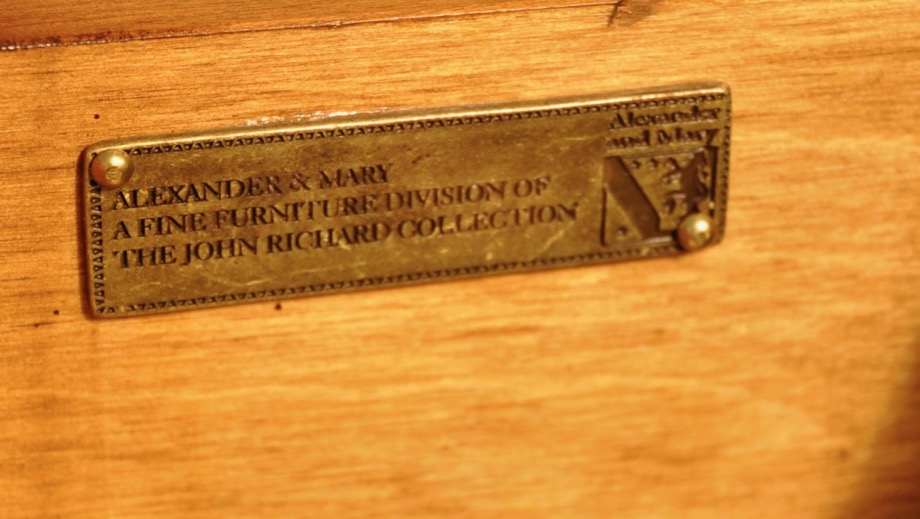 ALEXANDER & MARY
A FINE FURNITURE DIVISION OF
THE JOHN RICHARD COLLECTION
Alexander
and Mary